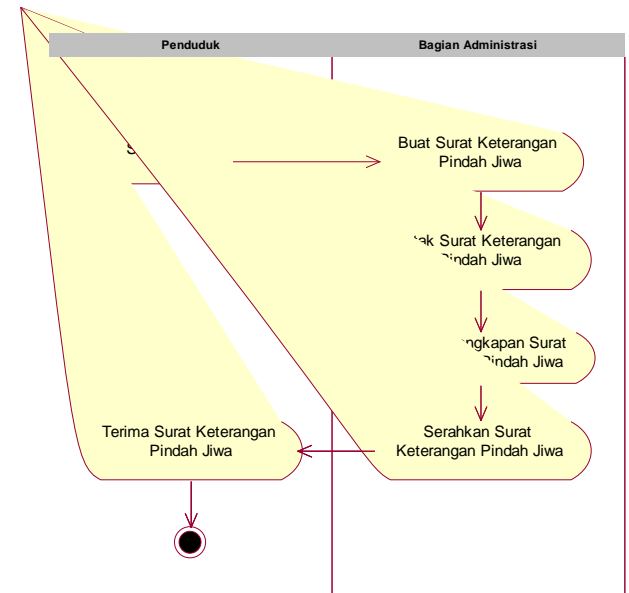 Penduduk
Bagian Administrasi
Buat Surat Keterangan
Pindah Jiwa
Surat Keterangan
Pindah Jiwa
Surat
Pindah Jiwa
Terima Surat Keterangan
Pindah Jiwa
Serahkan Surat
Keterangan Pindah Jiwa